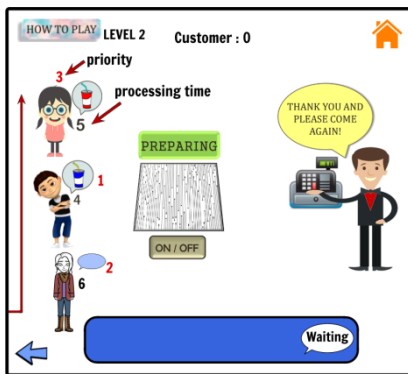 HOW TO PLAY
LEVEL 2
Customer : 0
priority
3
processing time
5
THANK YOU AND
PLEASE COME
AGAIN!
PREPARING
1
4
ON / OFF
2
6
Waiting